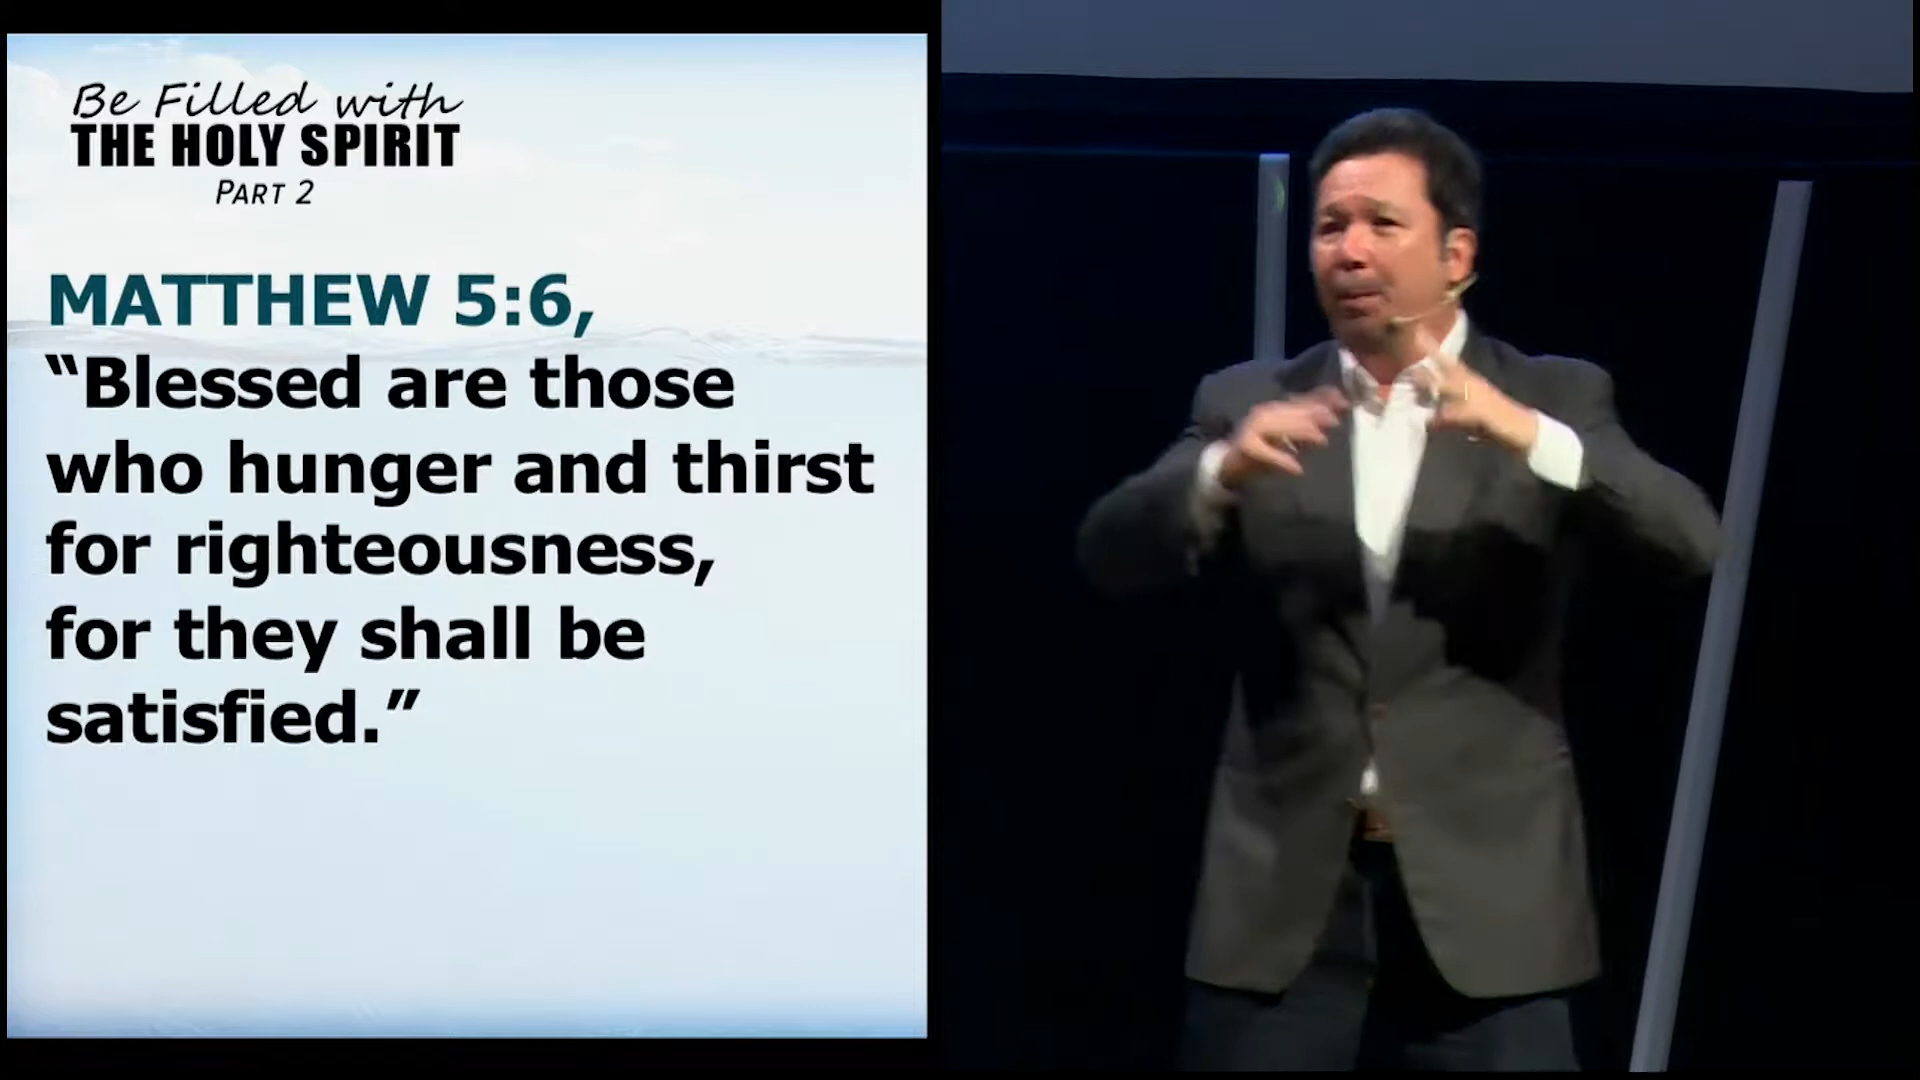 Be Filled with
THE HOLY SPIRIT
PART 2
MATTHEW 5:6,
“Blessed are those
who hunger and thirst
for righteousness,
for they shall be
satisfied.”